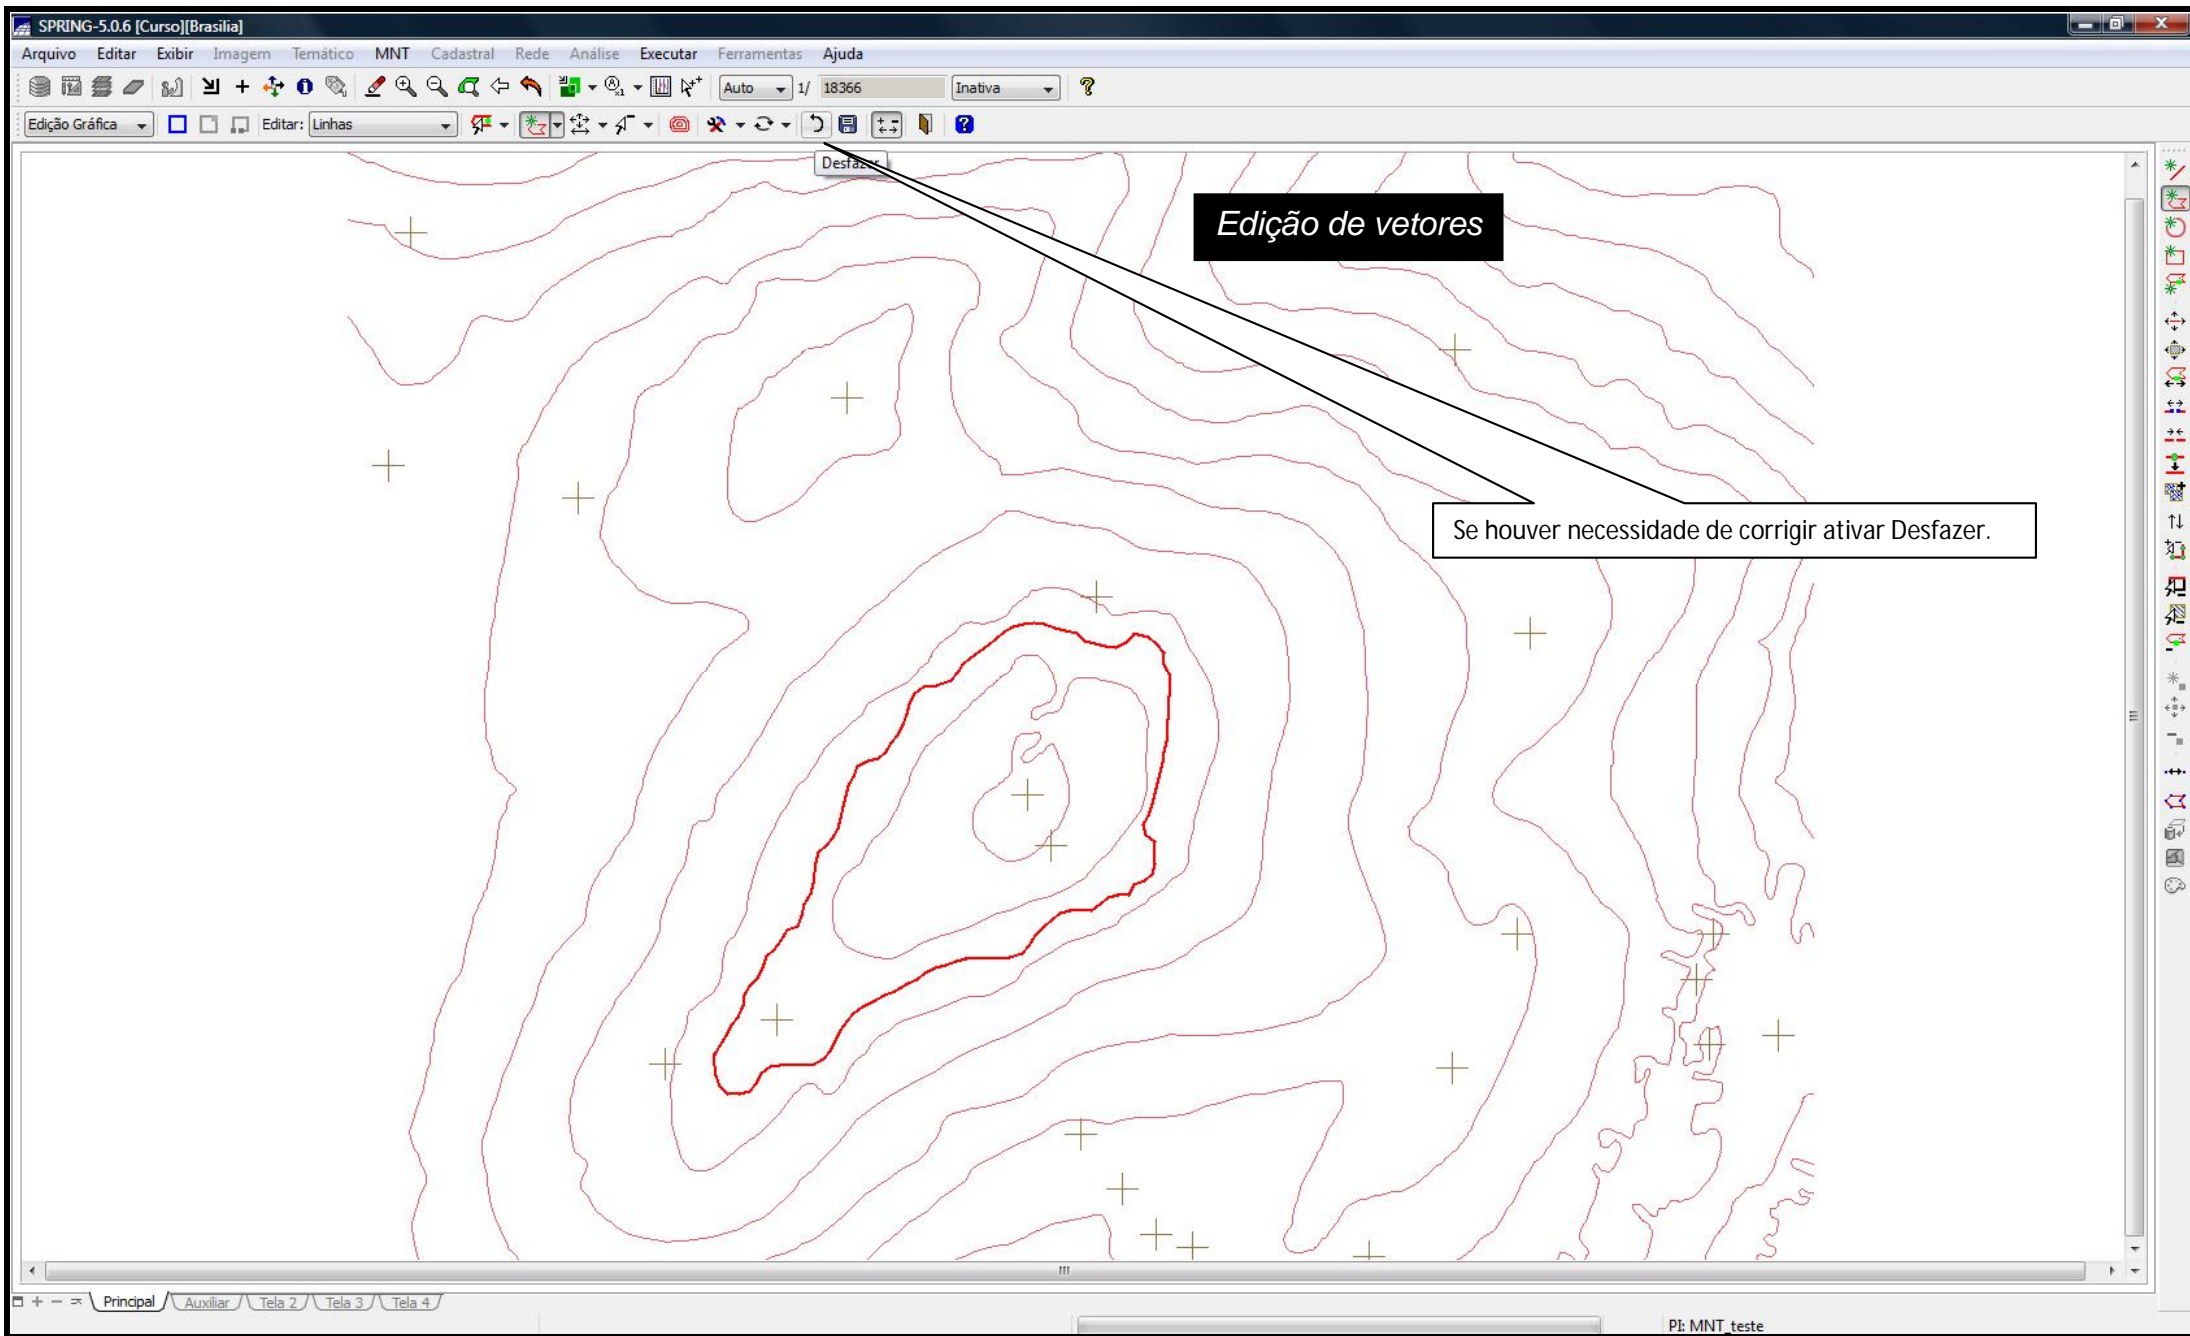 SPRING-5.0.6 [Curso][Brasilia]
Arquivo Editar Exibir Imagem Temático MNT Cadastral Rede Análise Executar Ferramentas Ajuda
Auto 1/ 18366 Inativa
Edição Gráfica Editar: Linhas
Desfazer
Edição de vetores
Se houver necessidade de corrigir ativar Desfazer.
Principal Auxiliar Tela 2 Tela 3 Tela 4
PI: MNT_teste